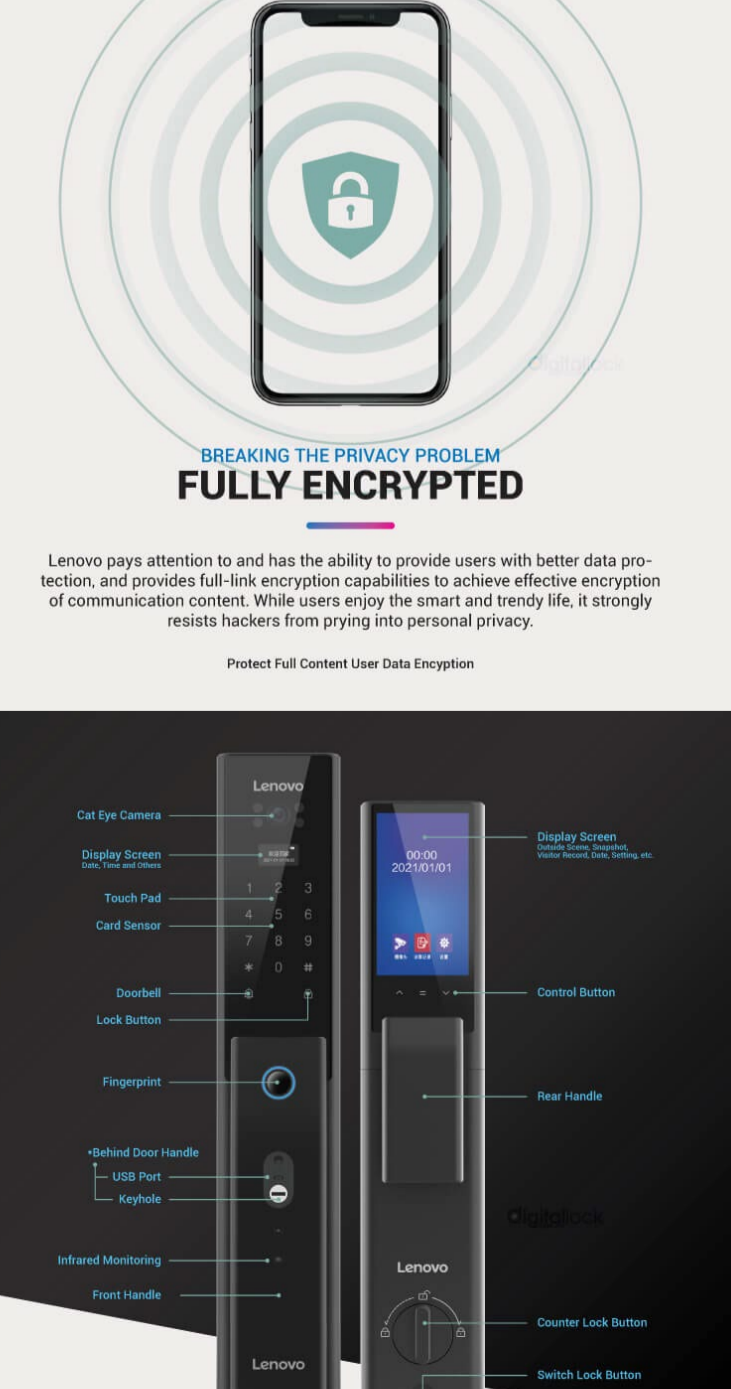 digitallock
BREAKING THE PRIVACY PROBLEM
FULLY ENCRYPTED
Lenovo pays attention to and has the ability to provide users with better data pro-
tection, and provides full-link encryption capabilities to achieve effective encryption
of communication content. While users enjoy the smart and trendy life, it strongly
resists hackers from prying into personal privacy.
Protect Full Content User Data Encyption
Lenovo
Cat Eye Camera
Display Screen
Date, Time and Others
Touch Pad
Card Sensor
Doorbell
Lock Button
Fingerprint
•Behind Door Handle
USB Port
Keyhole
Infrared Monitoring
Front Handle
1 2 3
4 5 6
7 8 9
* 0 #
Lenovo
00:00
2021/01/01
Display Screen
Outside Scene, Snapshot,
Visitor Record, Date, Setting, etc.
Control Button
Rear Handle
digitallock
Lenovo
Counter Lock Button
Switch Lock Button